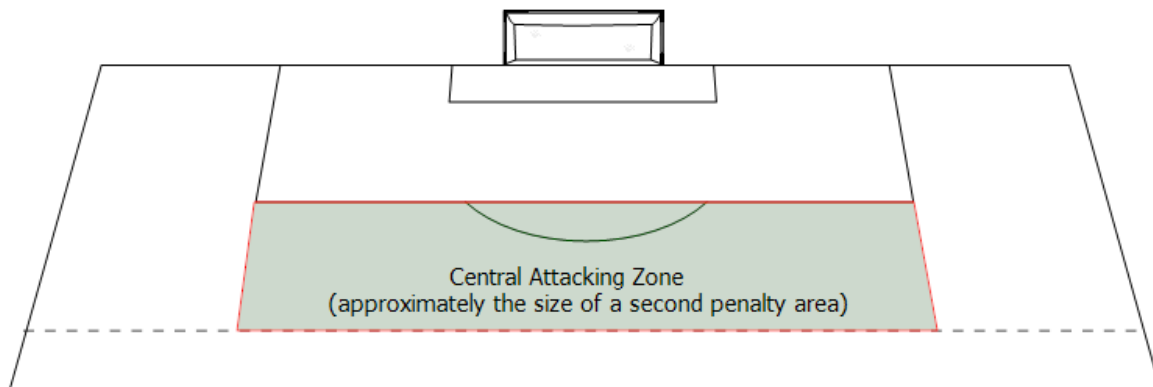 Central Attacking Zone
(approximately the size of a second penalty area)